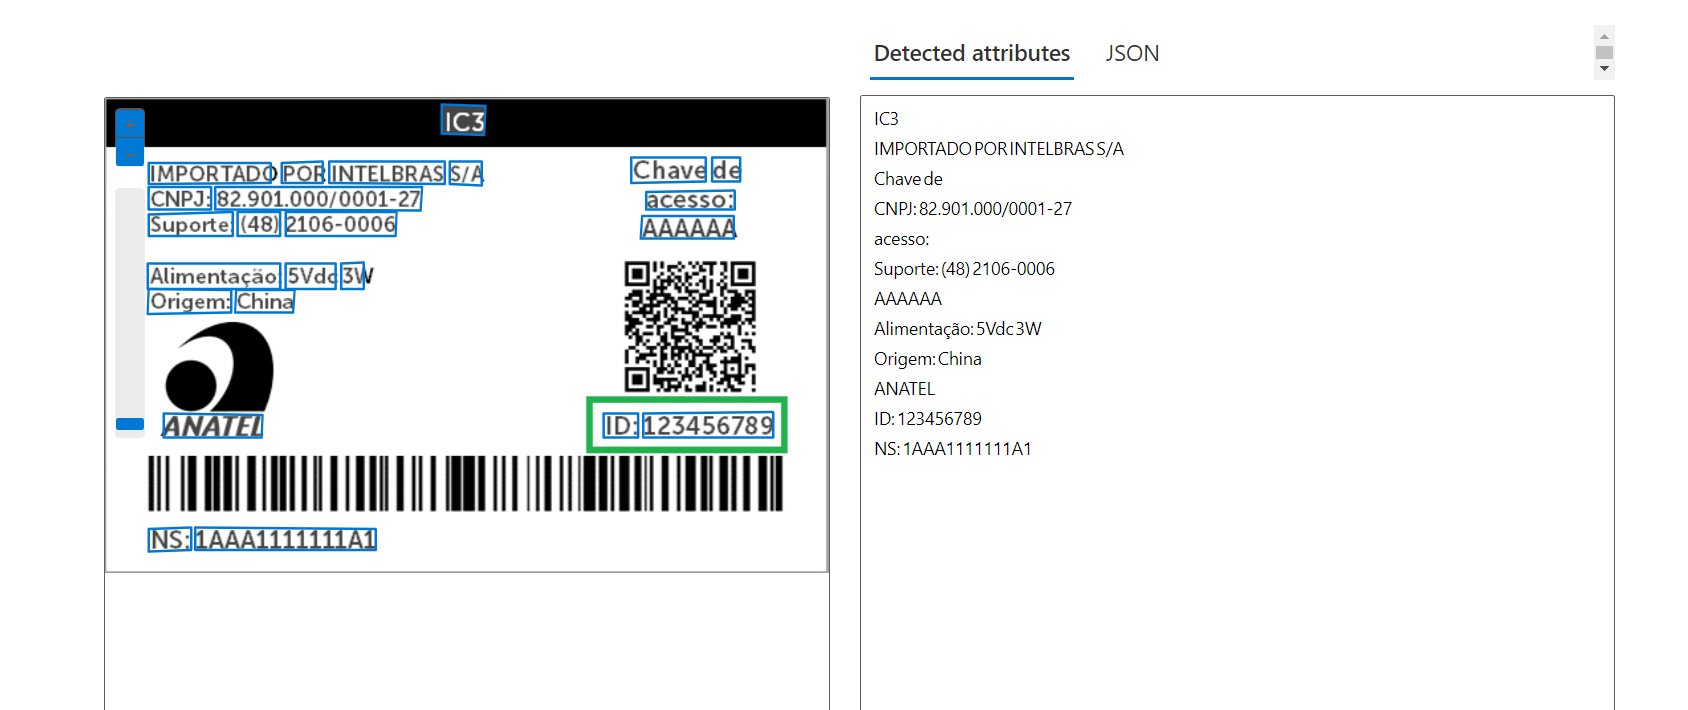 Detected attributes
JSON
IC3
IMPORTADO POR INTELBRAS S/A
CNPJ: 82.901.000/0001-27
Suporte: (48) 2106-0006
Chave de
acesso:
AAAAAA
Alimentação: 5Vdc 3W
Origem: China
ANATEL
ID: 123456789
NS: 1AAA1111111A1
IC3
IMPORTADO POR INTELBRAS S/A
Chave de
CNPJ: 82.901.000/0001-27
acesso:
Suporte: (48) 2106-0006
AAAAAA
Alimentação: 5Vdc 3W
Origem: China
ANATEL
ID: 123456789
NS: 1AAA1111111A1